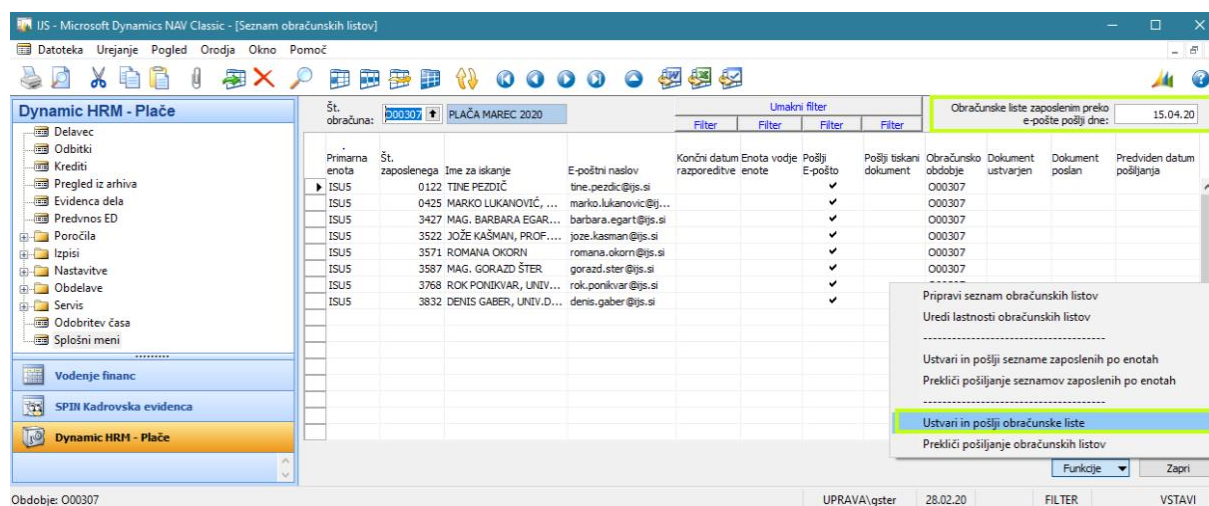 IJS - Microsoft Dynamics NAV Classic - [Seznam obračunskih listov]
Datoteka Urejanje Pogled Orodja Okno Pomoč
Dynamic HRM - Plače
Delavec
Odbitki
Krediti
Pregled iz arhiva
Evidenca dela
Predvnos ED
Poročila
Izpisi
Nastavitve
Obdelave
Servis
Odobritev časa
Splošni meni
Vodenje financ
SPIN Kadrovska evidenca
Dynamic HRM - Plače
Št. obračuna: O00307 PLAČA MAREC 2020
Umakni filter
Filter Filter Filter Filter
Obračunske liste zaposlenim preko
e-pošte pošlji dne: 15.04.20
Primarna enota Št. zaposlenega Ime za iskanje E-poštni naslov Končni datum razporeditve Enota vodje enote Pošlji E-pošto Pošlji tiskani dokument Obračunsko obdobje Dokument ustvarjen Dokument poslan Predviden datum pošiljanja
ISU5 0122 TINE PEZDIČ tine.pezdic@ijs.si ✔ O00307
ISU5 0425 MARKO LUKANOVIĆ, ... marko.lukanovic@ij... ✔ O00307
ISU5 3427 MAG. BARBARA EGAR... barbara.egart@ijs.si ✔ O00307
ISU5 3522 JOŽE KAŠMAN, PROF.... joze.kasman@ijs.si ✔ O00307
ISU5 3571 ROMANA OKORN romana.okorn@ijs.si ✔ O00307
ISU5 3587 MAG. GORAZD ŠTER gorazd.ster@ijs.si ✔ O00307
ISU5 3768 ROK PONIKVAR, UNIV... rok.ponikvar@ijs.si ✔
ISU5 3832 DENIS GABER, UNIV.D... denis.gaber@ijs.si ✔
Pripravi seznam obračunskih listov
Uredi lastnosti obračunskih listov
-------------------------------------
Ustvari in pošlji sezname zaposlenih po enotah
Prekliči pošiljanje seznamov zaposlenih po enotah
-------------------------------------
Ustvari in pošlji obračunske liste
Prekliči pošiljanje obračunskih listov
Funkcije Zapri
Obdobje: O00307 UPRAVA\gster 28.02.20 FILTER VSTAVI